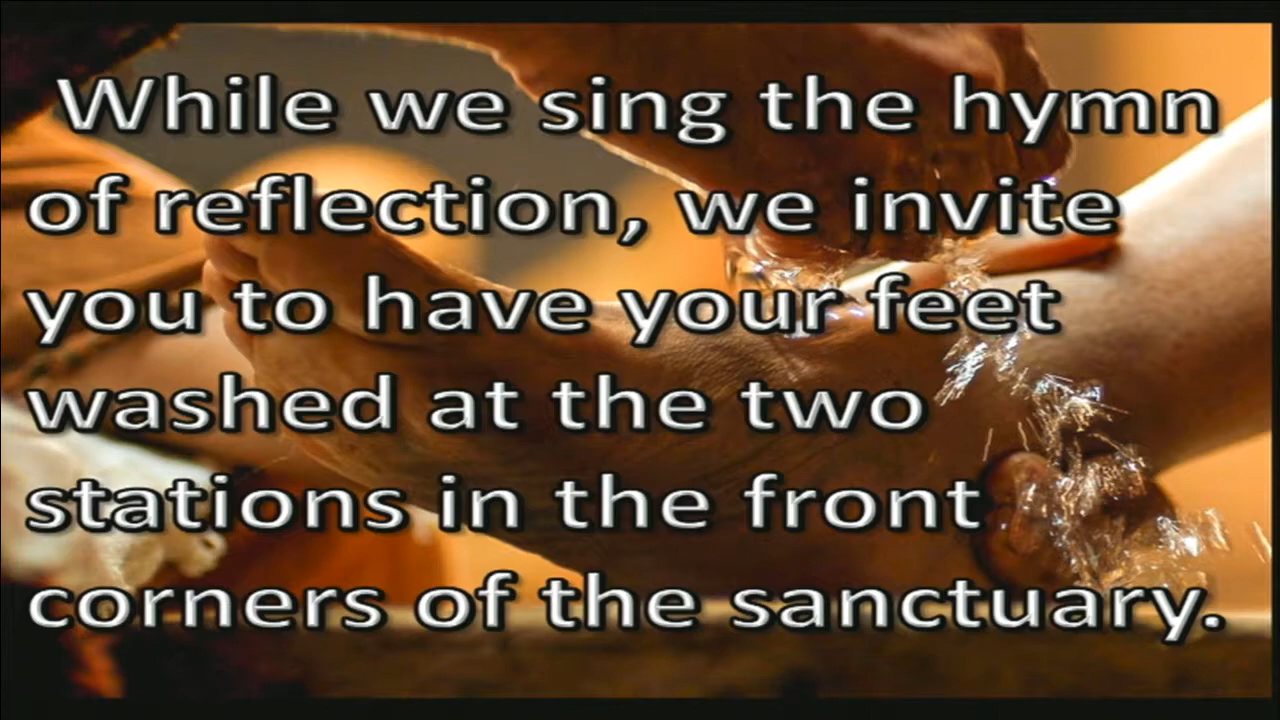 While we sing the hymn
of reflection, we invite
you to have your feet
washed at the two
stations in the front
corners of the sanctuary.